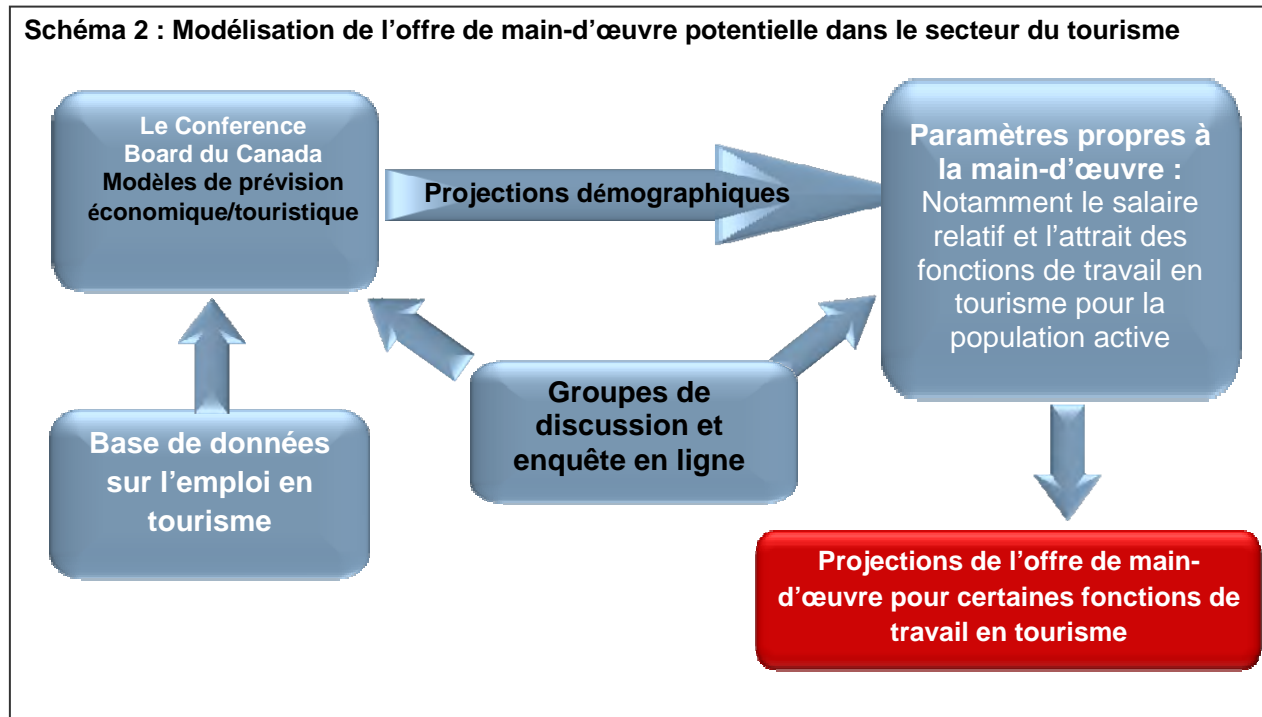 Schéma 2 : Modélisation de l’offre de main-d’œuvre potentielle dans le secteur du tourisme
Le Conference
Board du Canada
Modèles de prévision
économique/touristique
Projections démographiques
Paramètres propres à
la main-d’œuvre :
Notamment le salaire
relatif et l’attrait des
fonctions de travail en
tourisme pour la
population active
Groupes de
discussion et
enquête en ligne
Base de données
sur l’emploi en
tourisme
Projections de l’offre de main-
d’œuvre pour certaines fonctions de
travail en tourisme